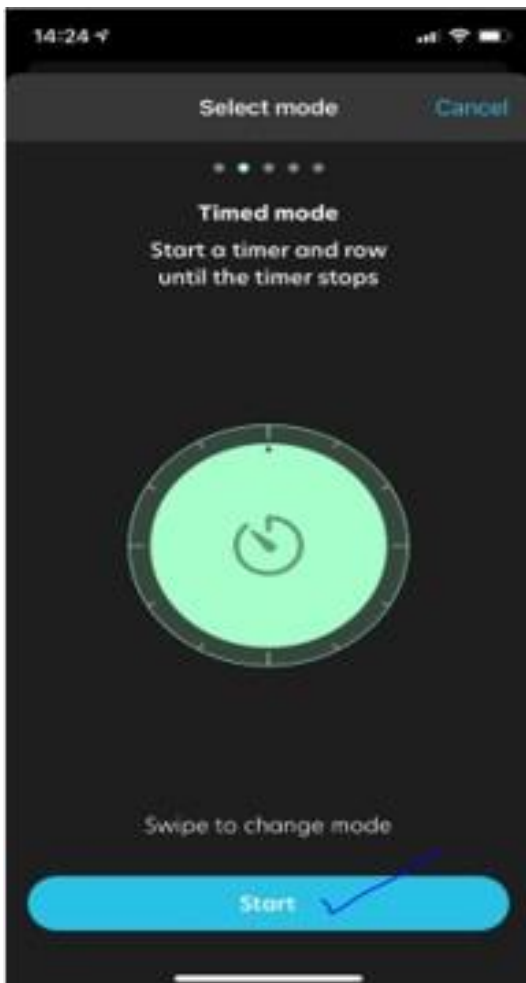 14:24
Select mode
Cancel
Timed mode
Start a timer and row
until the timer stops
Swipe to change mode
Start